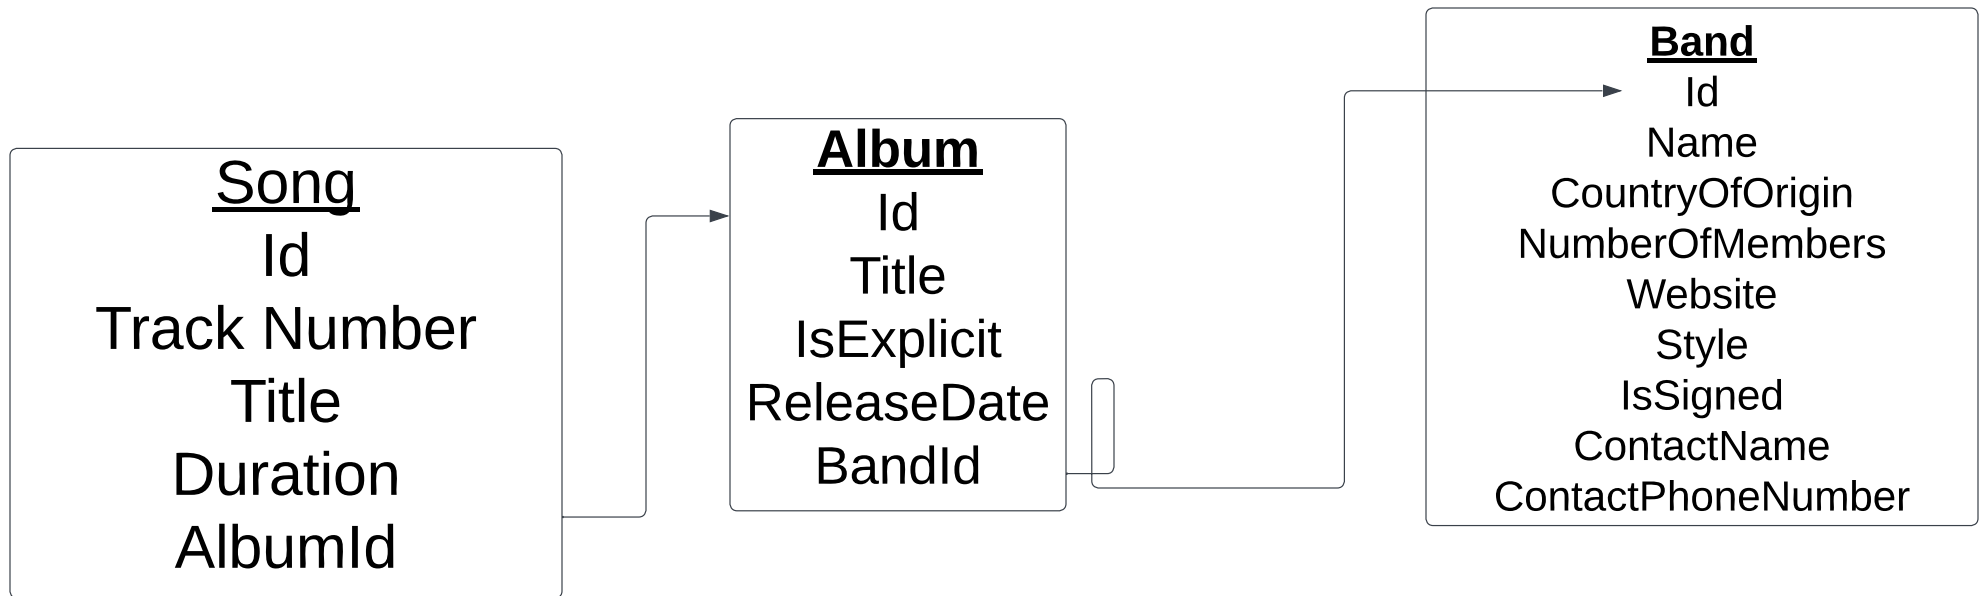 Song
Id
Track Number
Title
Duration
AlbumId
Album
Id
Title
IsExplicit
ReleaseDate
BandId
Band
Id
Name
CountryOfOrigin
NumberOfMembers
Website
Style
IsSigned
ContactName
ContactPhoneNumber